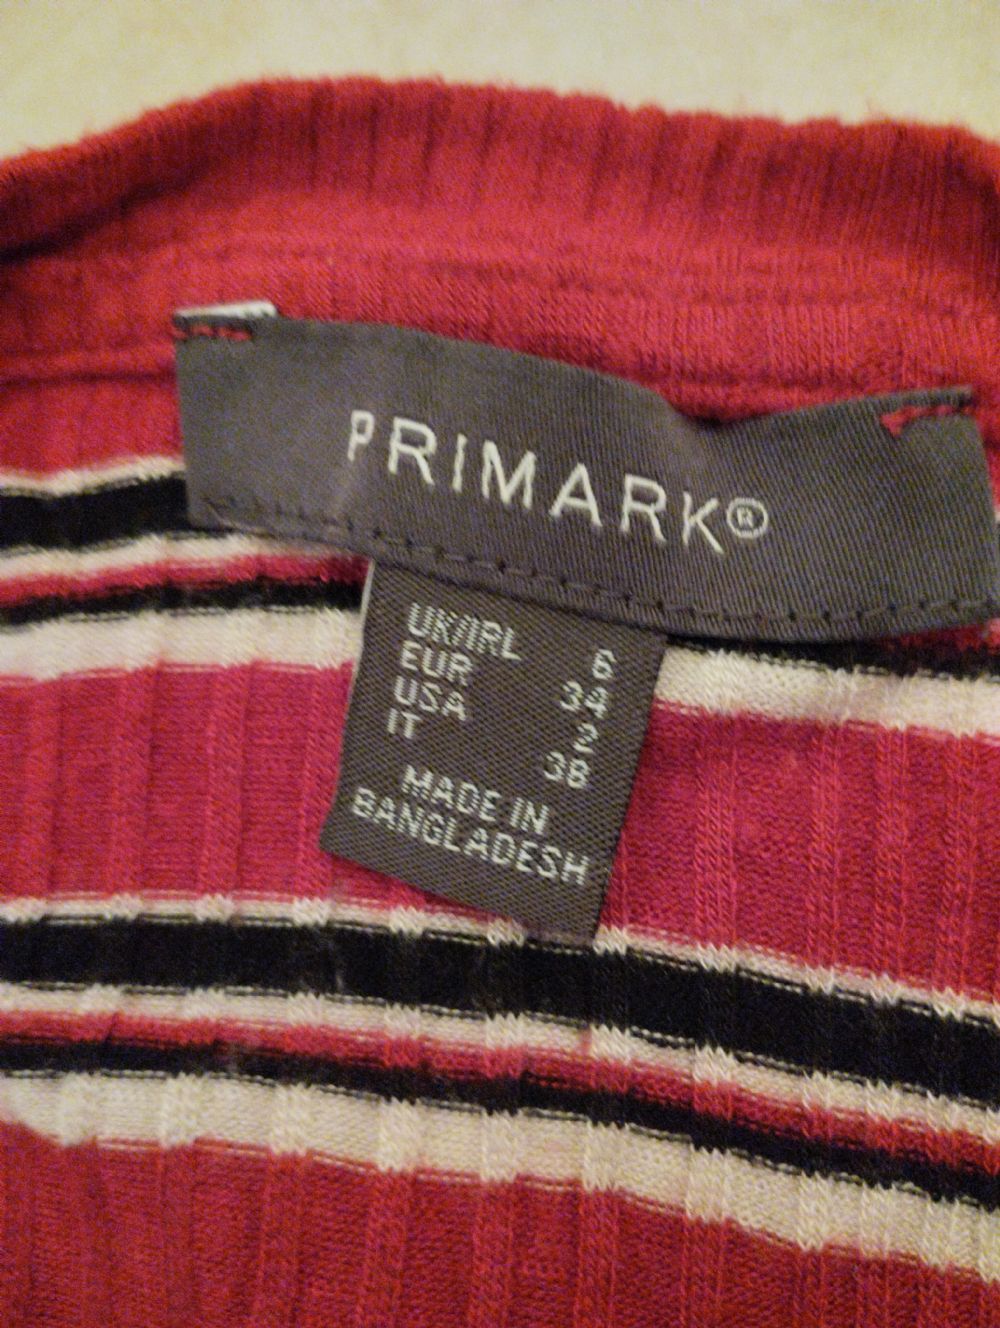 PRIMARK®
UK/IRL 6
EUR 34
USA 2
IT 38
MADE IN
BANGLADESH